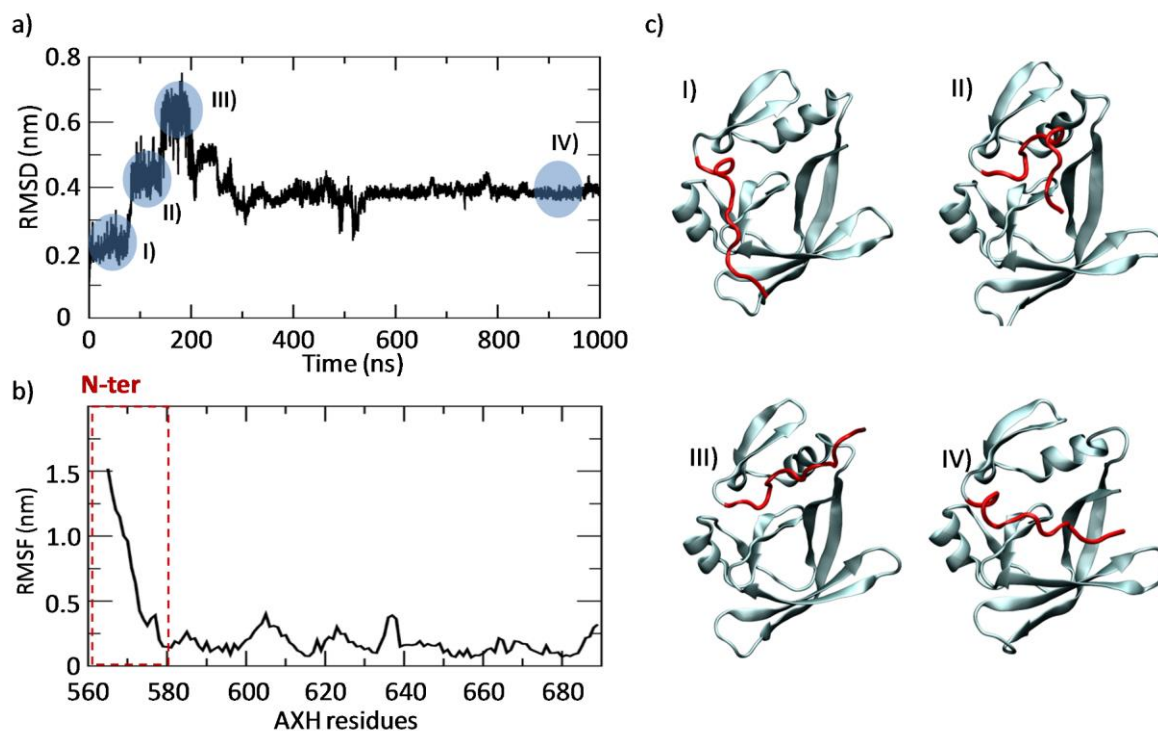 a)
0.8
0.6
0.4
0.2
0
RMSD (nm)
I)
II)
III)
IV)
0 200 400 600 800 1000
Time (ns)
b)
N-ter
1.5
1.0
0.5
0
RMSF (nm)
560 580 600 620 640 660 680
AXH residues
c)
I)
II)
III)
IV)